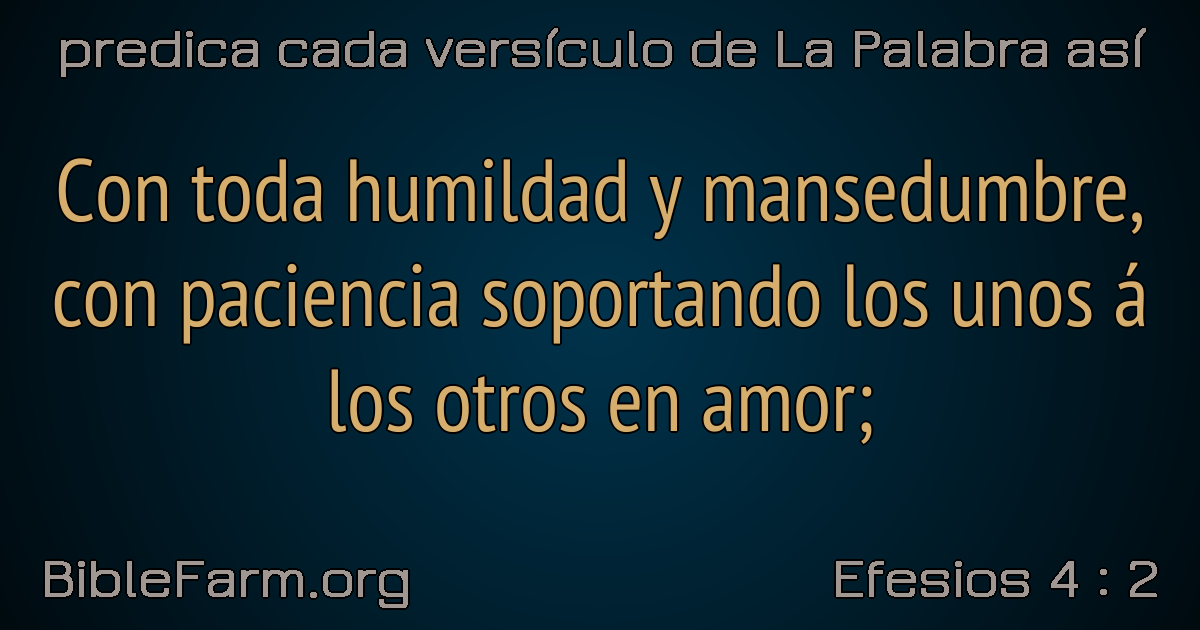 predica cada versículo de La Palabra así
Con toda humildad y mansedumbre,
con paciencia soportando los unos á
los otros en amor;
BibleFarm.org
Efesios 4 : 2